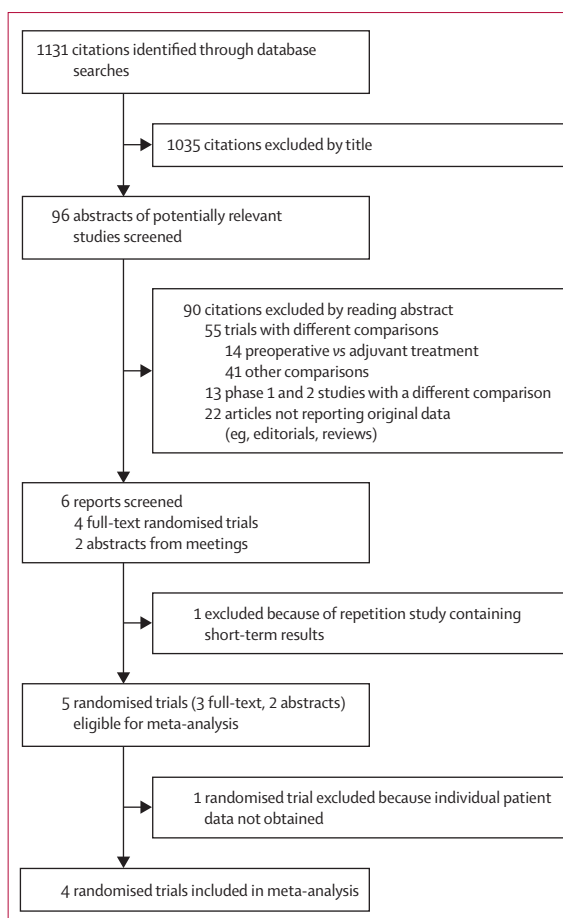 1131 citations identified through database
searches
1035 citations excluded by title
96 abstracts of potentially relevant
studies screened
90 citations excluded by reading abstract
55 trials with different comparisons
14 preoperative vs adjuvant treatment
41 other comparisons
13 phase 1 and 2 studies with a different comparison
22 articles not reporting original data
(eg, editorials, reviews)
6 reports screened
4 full-text randomised trials
2 abstracts from meetings
1 excluded because of repetition study containing
short-term results
5 randomised trials (3 full-text, 2 abstracts)
eligible for meta-analysis
1 randomised trial excluded because individual patient
data not obtained
4 randomised trials included in meta-analysis